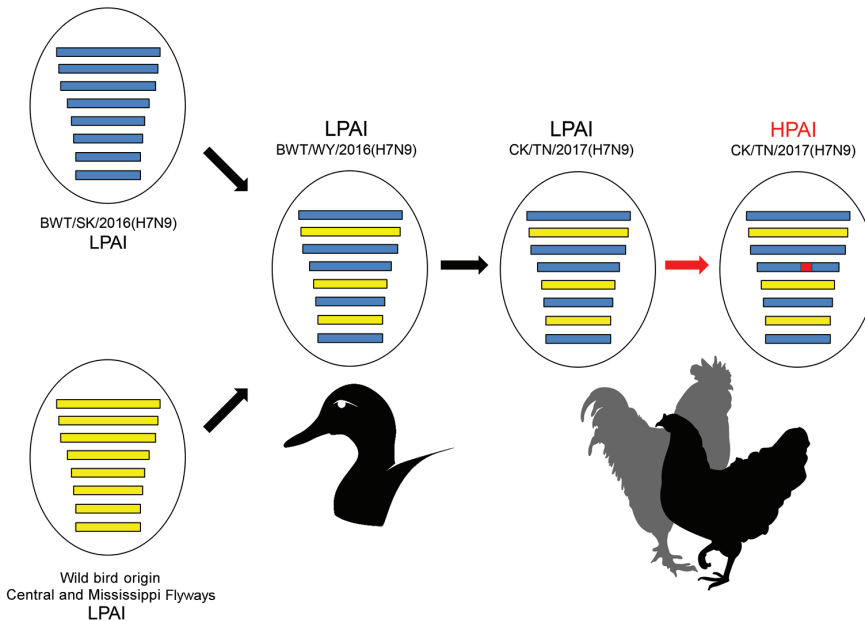 BWT/SK/2016(H7N9)
LPAI
Wild bird origin
Central and Mississippi Flyways
LPAI
LPAI
BWT/WY/2016(H7N9)
LPAI
CK/TN/2017(H7N9)
HPAI
CK/TN/2017(H7N9)